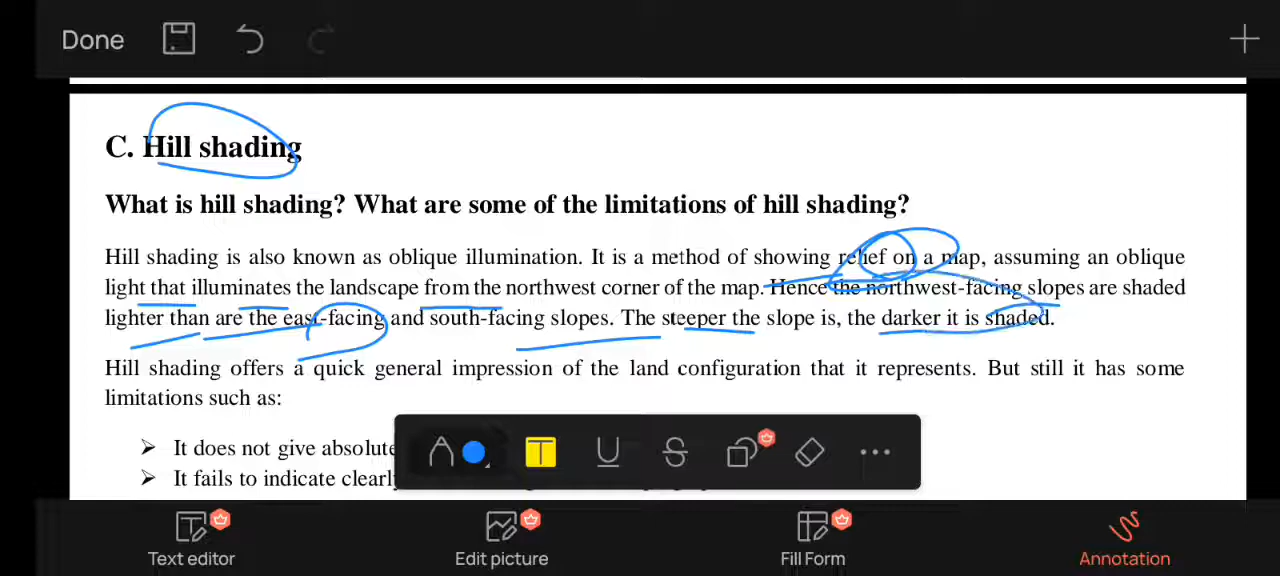 Done
C. Hill shading
What is hill shading? What are some of the limitations of hill shading?
Hill shading is also known as oblique illumination. It is a method of showing relief on a map, assuming an oblique
light that illuminates the landscape from the northwest corner of the map. Hence the northwest-facing slopes are shaded
lighter than are the east-facing and south-facing slopes. The steeper the slope is, the darker it is shaded.
Hill shading offers a quick general impression of the land configuration that it represents. But still it has some
limitations such as:
➢ It does not give absolute
➢ It fails to indicate clearly
Text editor
Edit picture
Fill Form
Annotation